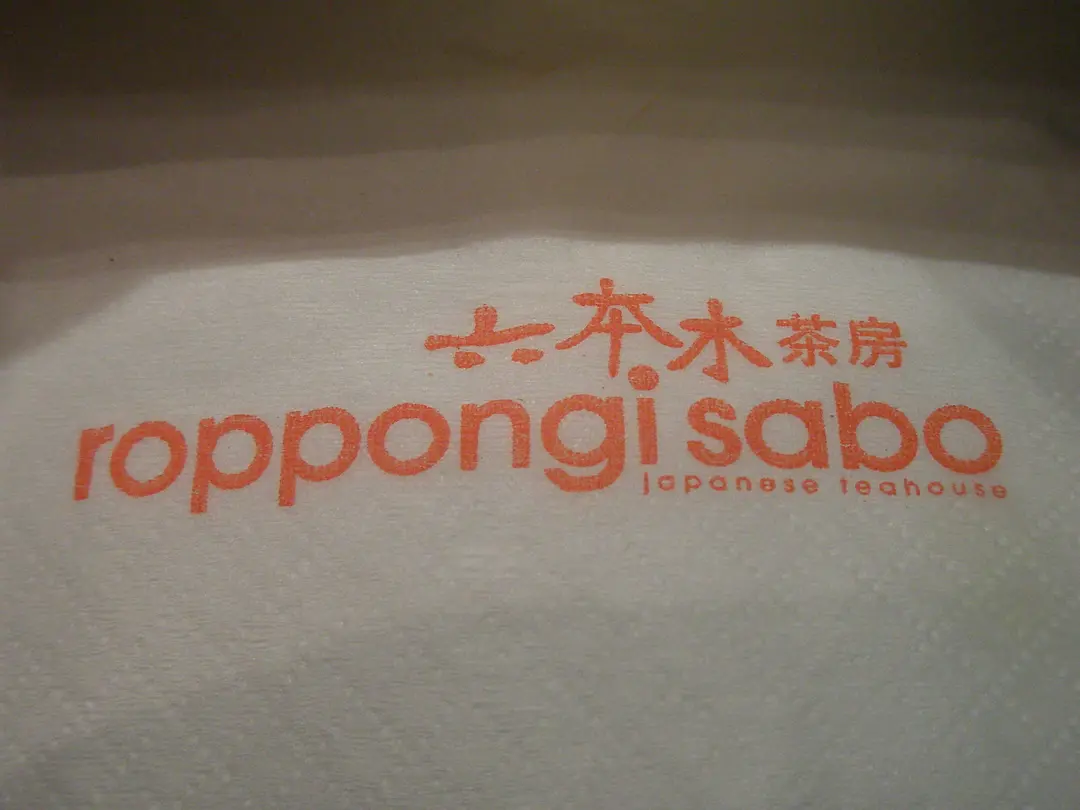 六本木茶房
roppongi sabo
japanese teahouse